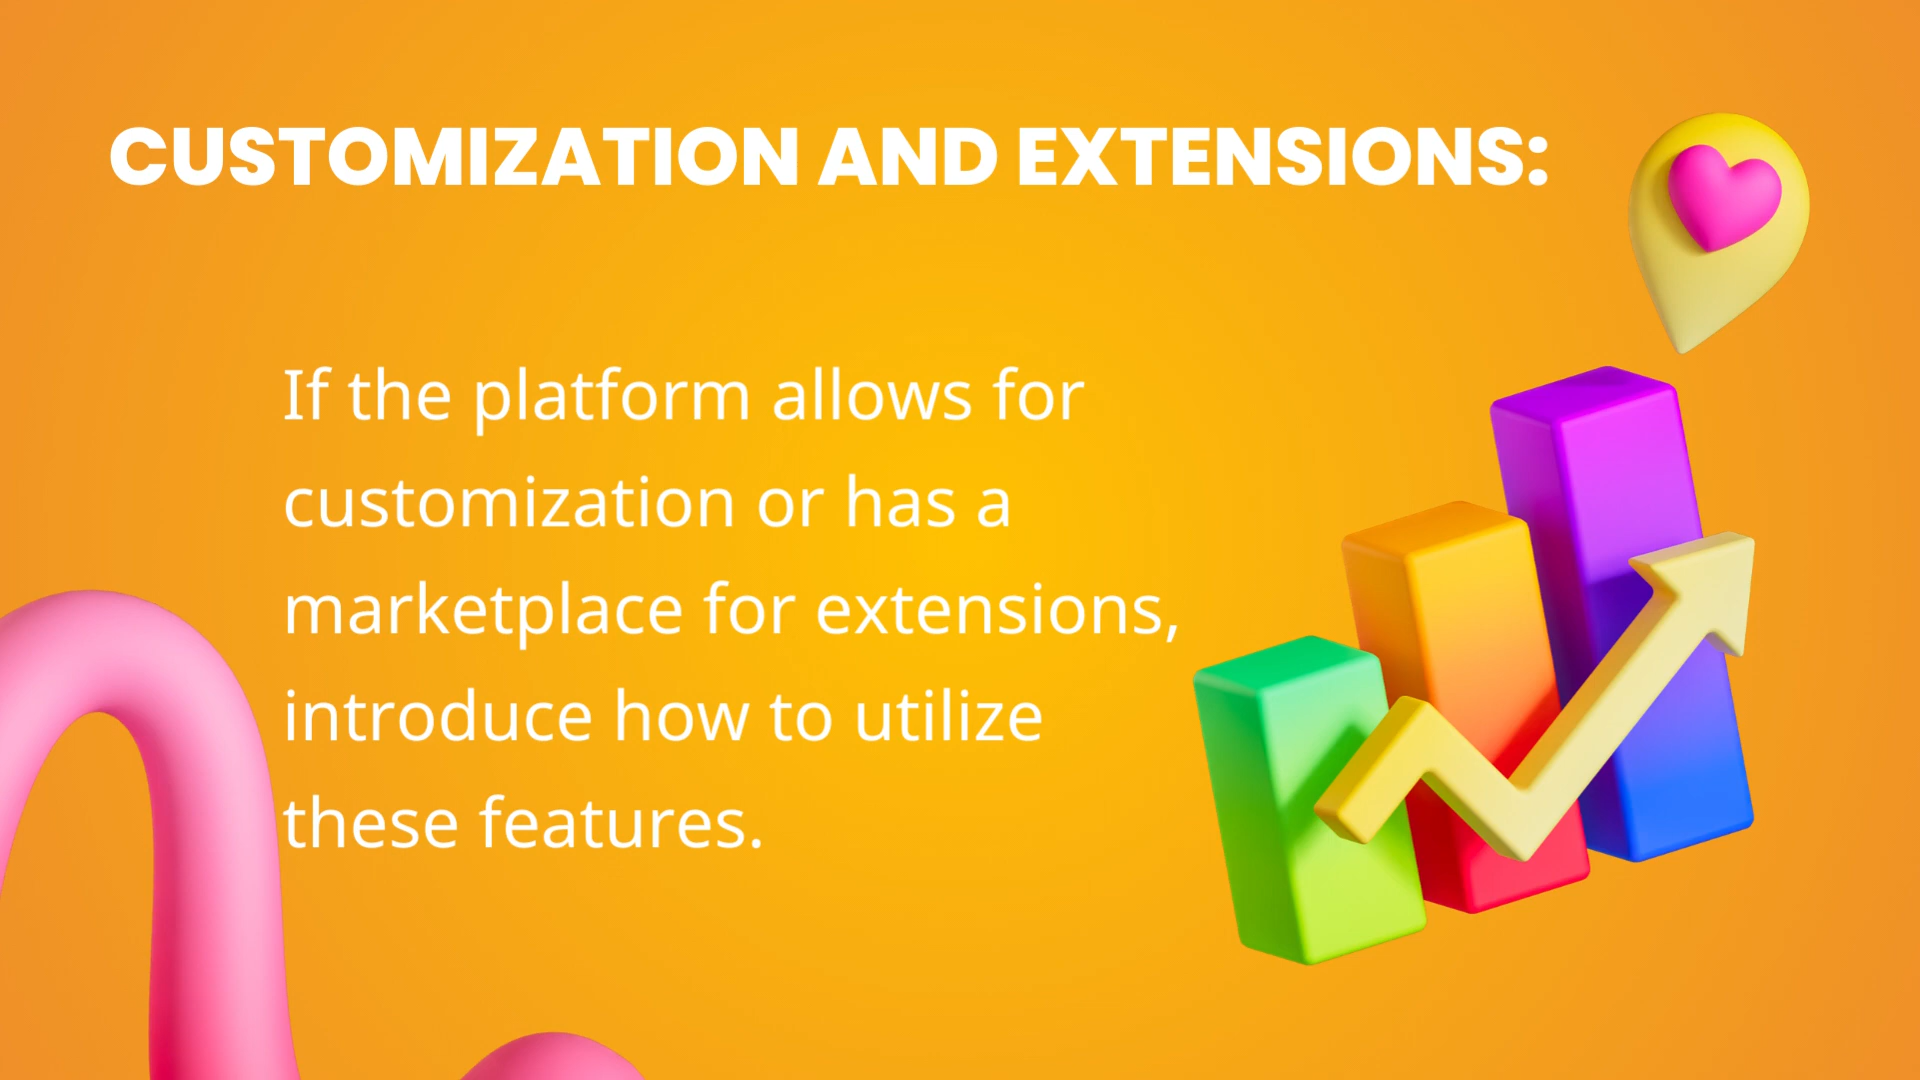 CUSTOMIZATION AND EXTENSIONS:
If the platform allows for
customization or has a
marketplace for extensions,
introduce how to utilize
these features.